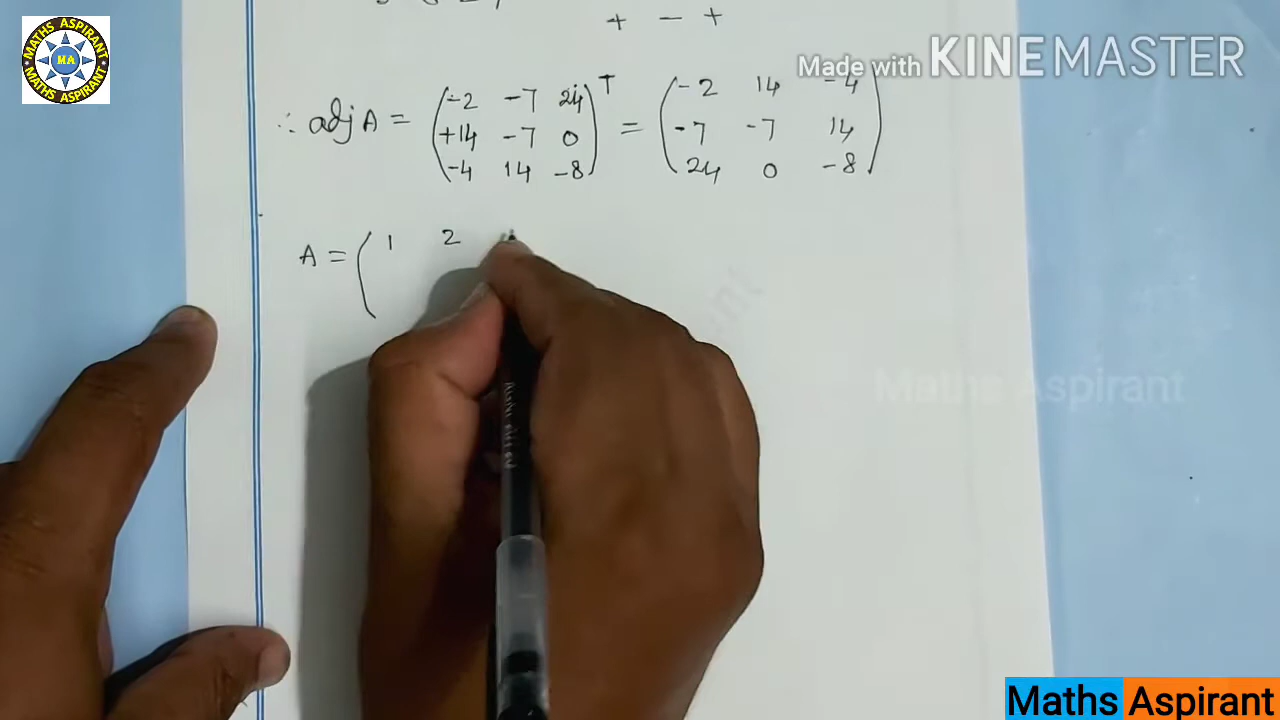 MATHS ASPIRANT
MA
MATHS ASPIRANT
+ − +
Made with KINEMASTER
∴ adj A = (-2 -7 24)T = (-2 14 -4)
(+14 -7 0) (-7 -7 14)
(-4 14 -8) (24 0 -8)
A = ( 1 2
Maths Aspirant
Maths Aspirant